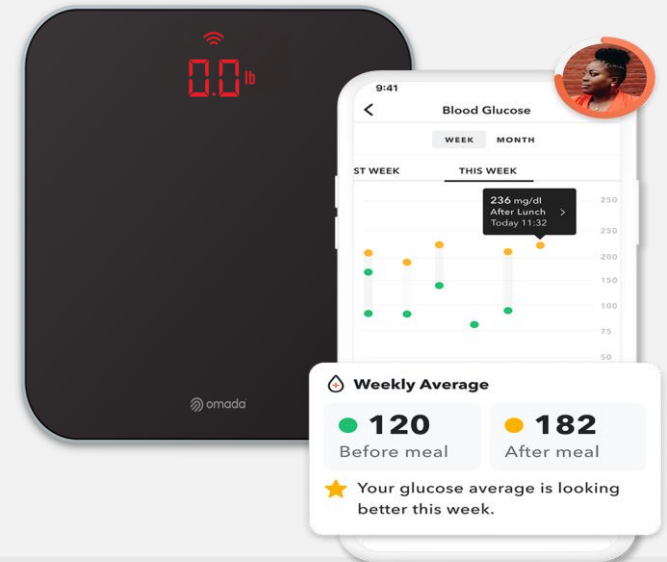 0.0 lb
omada
9:41
Blood Glucose
WEEK MONTH
ST WEEK THIS WEEK
236 mg/dl
After Lunch
Today 11:32
250
250
200
150
100
75
50
Weekly Average
120 182
Before meal After meal
Your glucose average is looking
better this week.